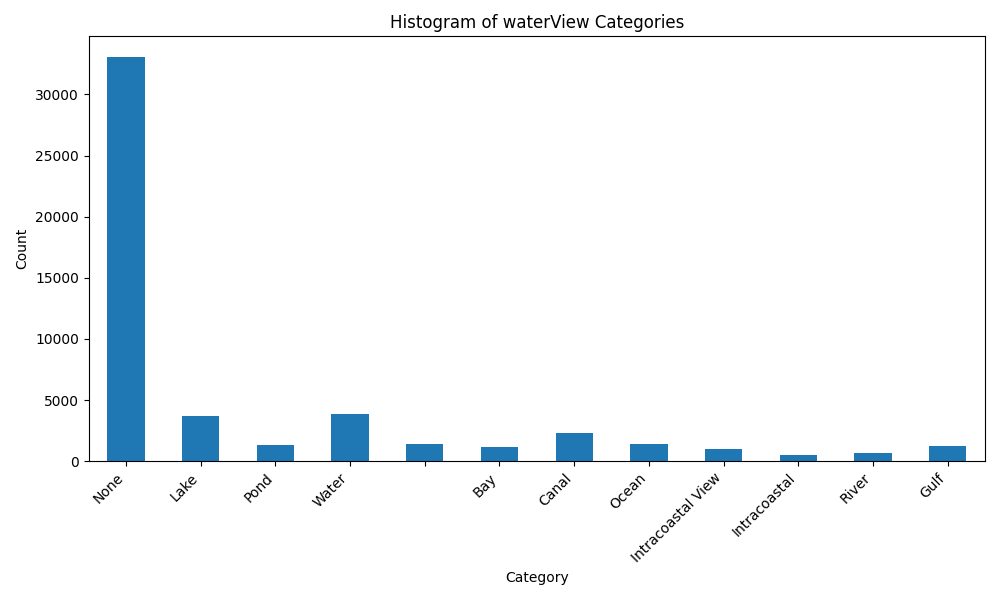 Histogram of waterView Categories
Count
30000
25000
20000
15000
10000
5000
0
None
Lake
Pond
Water
Bay
Canal
Ocean
Intracoastal View
Intracoastal
River
Gulf
Category